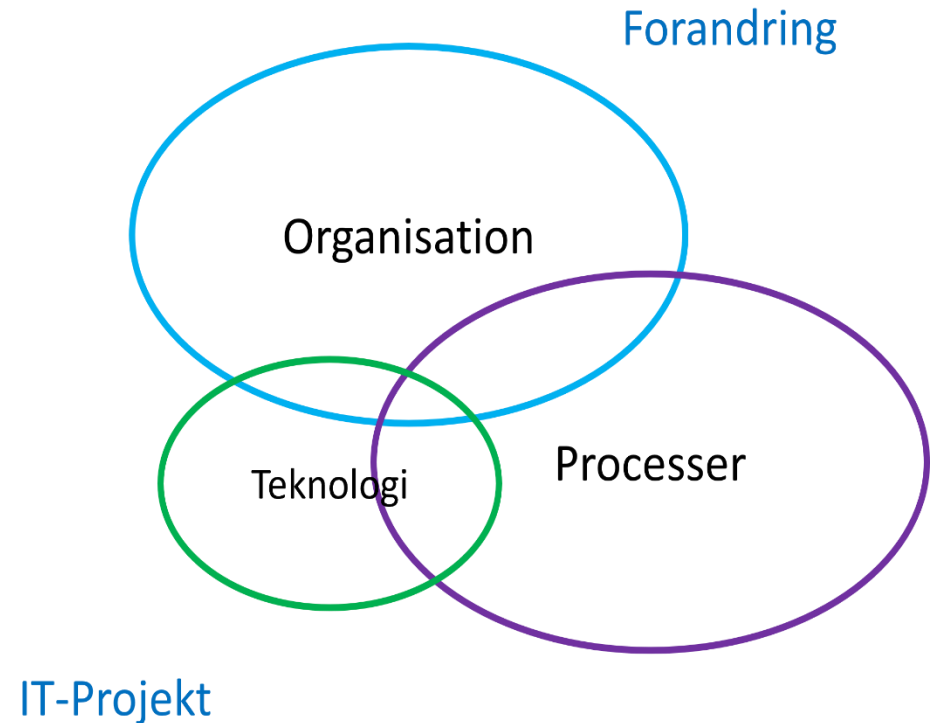 Forandring
Organisation
Processer
Teknologi
IT-Projekt